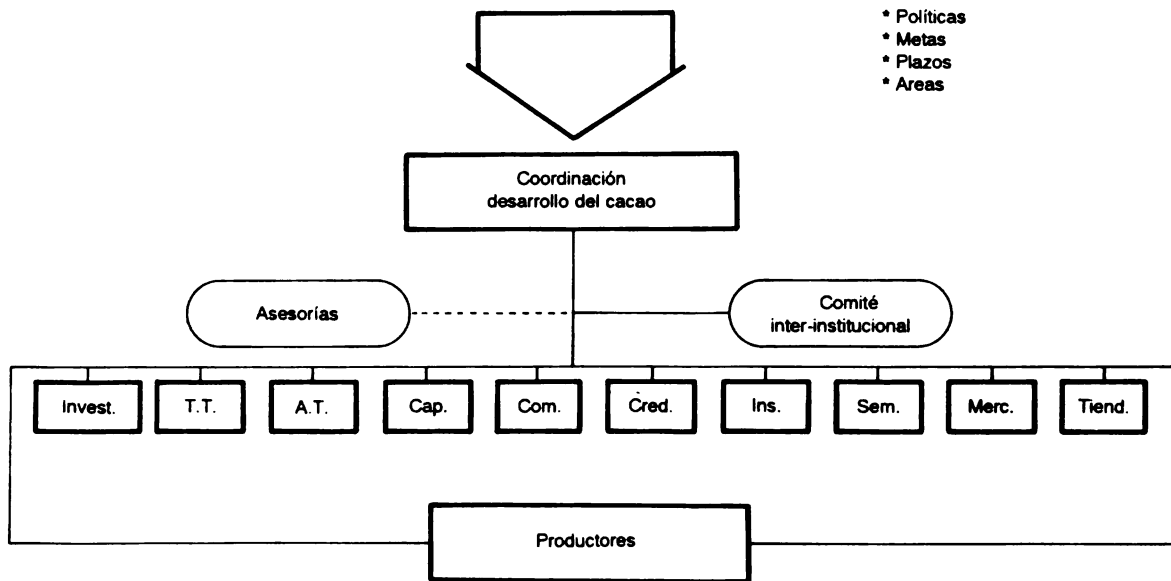 * Políticas
* Metas
* Plazos
* Areas
Coordinación
desarrollo del cacao
Asesorías
Comité
inter-institucional
Invest.
T.T.
A.T.
Cap.
Com.
Cred.
Ins.
Sem.
Merc.
Tiend.
Productores